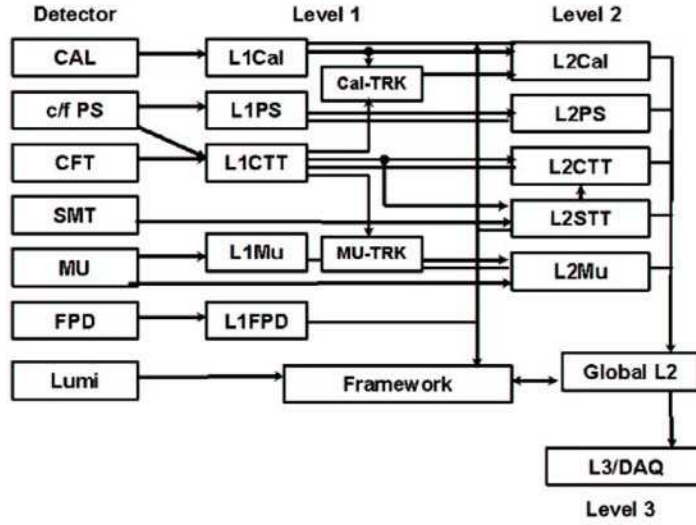 Detector Level 1 Level 2
CAL L1Cal L2Cal
Cal-TRK
c/f PS L1PS L2PS
CFT L1CTT L2CTT
SMT L2STT
L1Mu MU-TRK
MU L2Mu
FPD L1FPD
Lumi Framework Global L2
L3/DAQ
Level 3